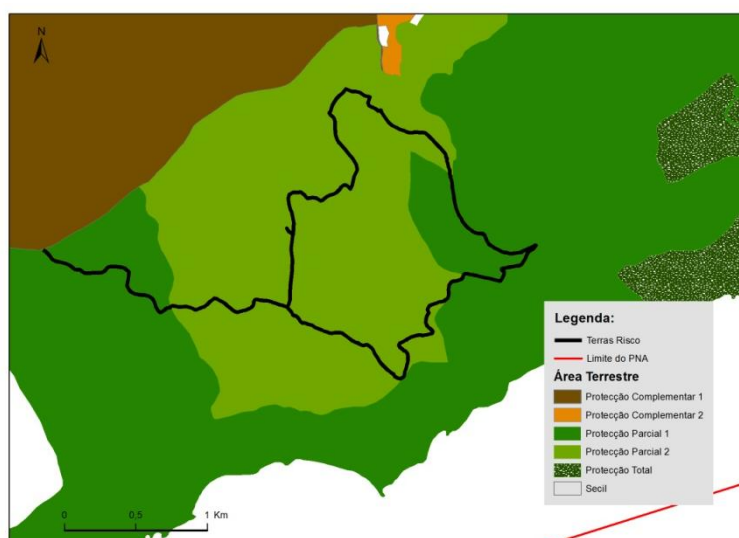 N
Legenda:
Terras Risco
Limite do PNA
Área Terrestre
Protecção Complementar 1
Protecção Complementar 2
Protecção Parcial 1
Protecção Parcial 2
Protecção Total
Secil
0 0,5 1 Km